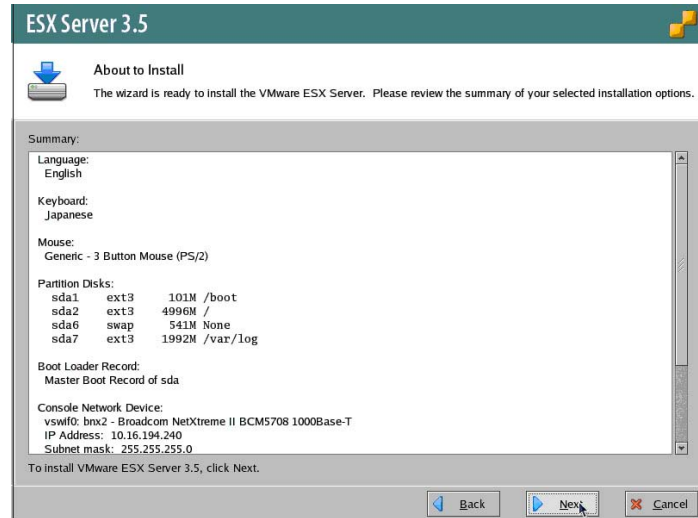 ESX Server 3.5
About to Install
The wizard is ready to install the VMware ESX Server. Please review the summary of your selected installation options.
Summary:
Language:
English
Keyboard:
Japanese
Mouse:
Generic - 3 Button Mouse (PS/2)
Partition Disks:
sda1 ext3 101M /boot
sda2 ext3 4996M /
sda6 swap 541M None
sda7 ext3 1992M /var/log
Boot Loader Record:
Master Boot Record of sda
Console Network Device:
vswif0: bnx2 - Broadcom NetXtreme II BCM5708 1000Base-T
IP Address: 10.16.194.240
Subnet mask: 255.255.255.0
To install VMware ESX Server 3.5, click Next.
Back Next Cancel